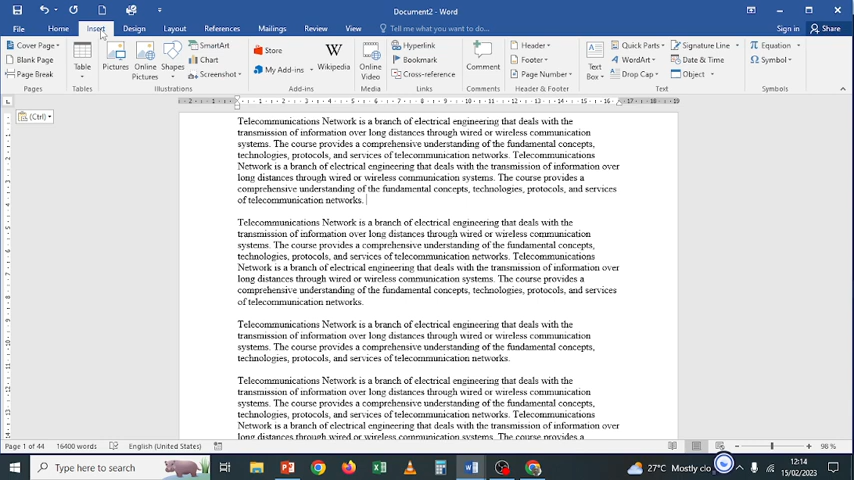 Document2 - Word
Sign in
Share
File
Home
Insert
Design
Layout
References
Mailings
Review
View
Tell me what you want to do...
Cover Page
Blank Page
Page Break
Pages
Table
Tables
Pictures
Online Pictures
Shapes
SmartArt
Chart
Screenshot
Illustrations
Store
My Add-ins
Wikipedia
Add-ins
Online Video
Media
Hyperlink
Bookmark
Cross-reference
Links
Comment
Comments
Header
Footer
Page Number
Header & Footer
Text Box
Quick Parts
WordArt
Drop Cap
Signature Line
Date & Time
Object
Text
Equation
Symbol
Symbols
(Ctrl)
Telecommunications Network is a branch of electrical engineering that deals with the
transmission of information over long distances through wired or wireless communication
systems. The course provides a comprehensive understanding of the fundamental concepts,
technologies, protocols, and services of telecommunication networks. Telecommunications
Network is a branch of electrical engineering that deals with the transmission of information over
long distances through wired or wireless communication systems. The course provides a
comprehensive understanding of the fundamental concepts, technologies, protocols, and services
of telecommunication networks.
Telecommunications Network is a branch of electrical engineering that deals with the
transmission of information over long distances through wired or wireless communication
systems. The course provides a comprehensive understanding of the fundamental concepts,
technologies, protocols, and services of telecommunication networks. Telecommunications
Network is a branch of electrical engineering that deals with the transmission of information over
long distances through wired or wireless communication systems. The course provides a
comprehensive understanding of the fundamental concepts, technologies, protocols, and services
of telecommunication networks.
Telecommunications Network is a branch of electrical engineering that deals with the
transmission of information over long distances through wired or wireless communication
systems. The course provides a comprehensive understanding of the fundamental concepts,
technologies, protocols, and services of telecommunication networks.
Telecommunications Network is a branch of electrical engineering that deals with the
transmission of information over long distances through wired or wireless communication
systems. The course provides a comprehensive understanding of the fundamental concepts,
technologies, protocols, and services of telecommunication networks. Telecommunications
Network is a branch of electrical engineering that deals with the transmission of information over
long distances through wired or wireless communication systems. The course provides a
Page 1 of 44
16400 words
English (United States)
98 %
Type here to search
27°C Mostly clo
12:14
15/02/2023